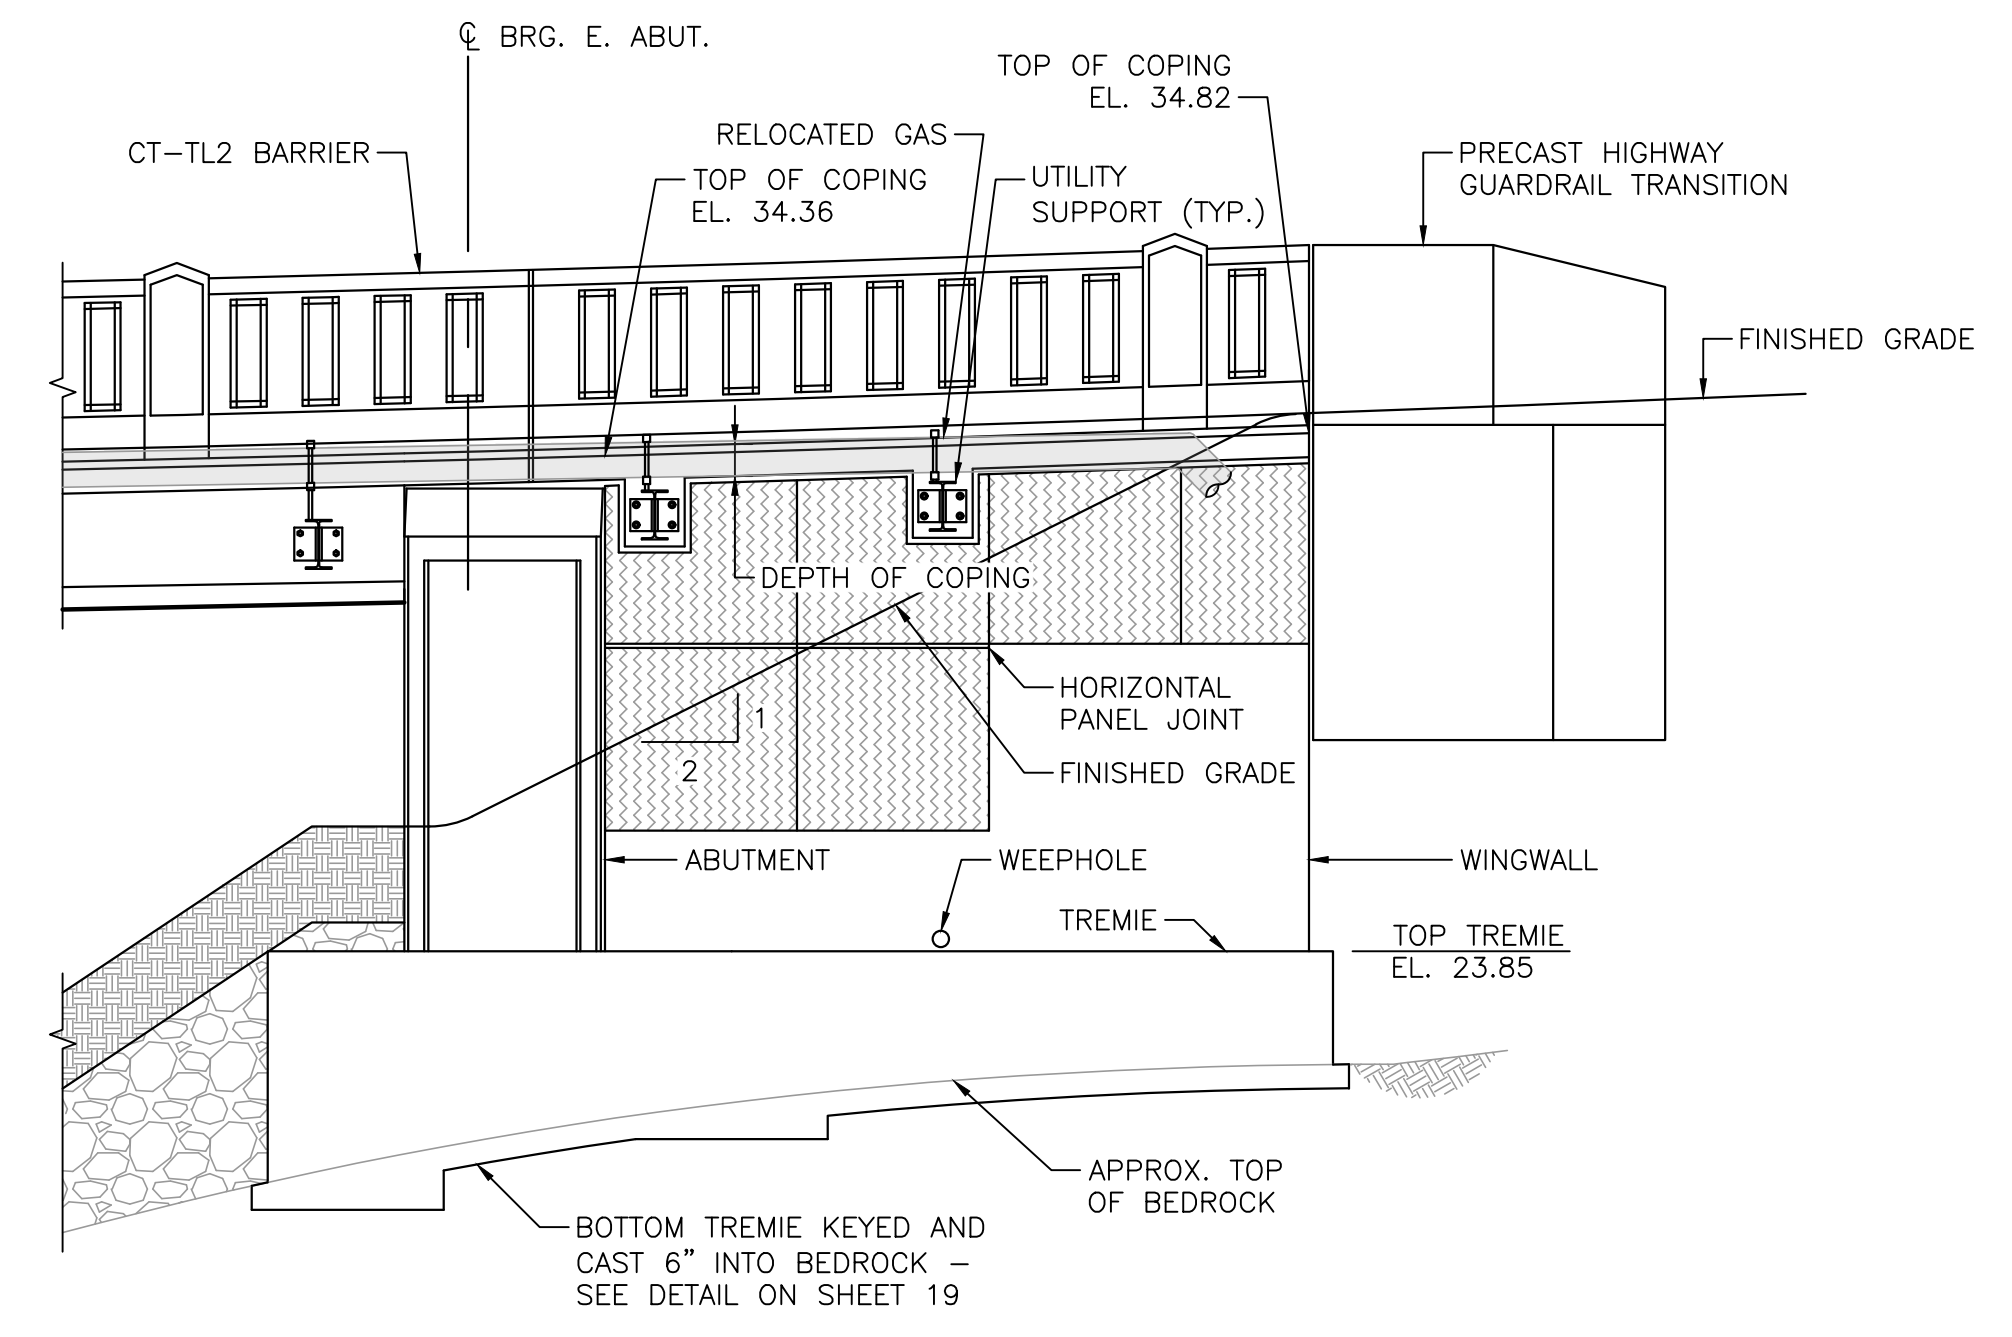 ℄ BRG. E. ABUT.
TOP OF COPING
EL. 34.82
RELOCATED GAS
CT-TL2 BARRIER
PRECAST HIGHWAY
GUARDRAIL TRANSITION
TOP OF COPING
EL. 34.36
UTILITY
SUPPORT (TYP.)
FINISHED GRADE
DEPTH OF COPING
HORIZONTAL
PANEL JOINT
1
2
FINISHED GRADE
ABUTMENT
WEEPHOLE
WINGWALL
TREMIE
TOP TREMIE
EL. 23.85
APPROX. TOP
OF BEDROCK
BOTTOM TREMIE KEYED AND
CAST 6" INTO BEDROCK -
SEE DETAIL ON SHEET 19